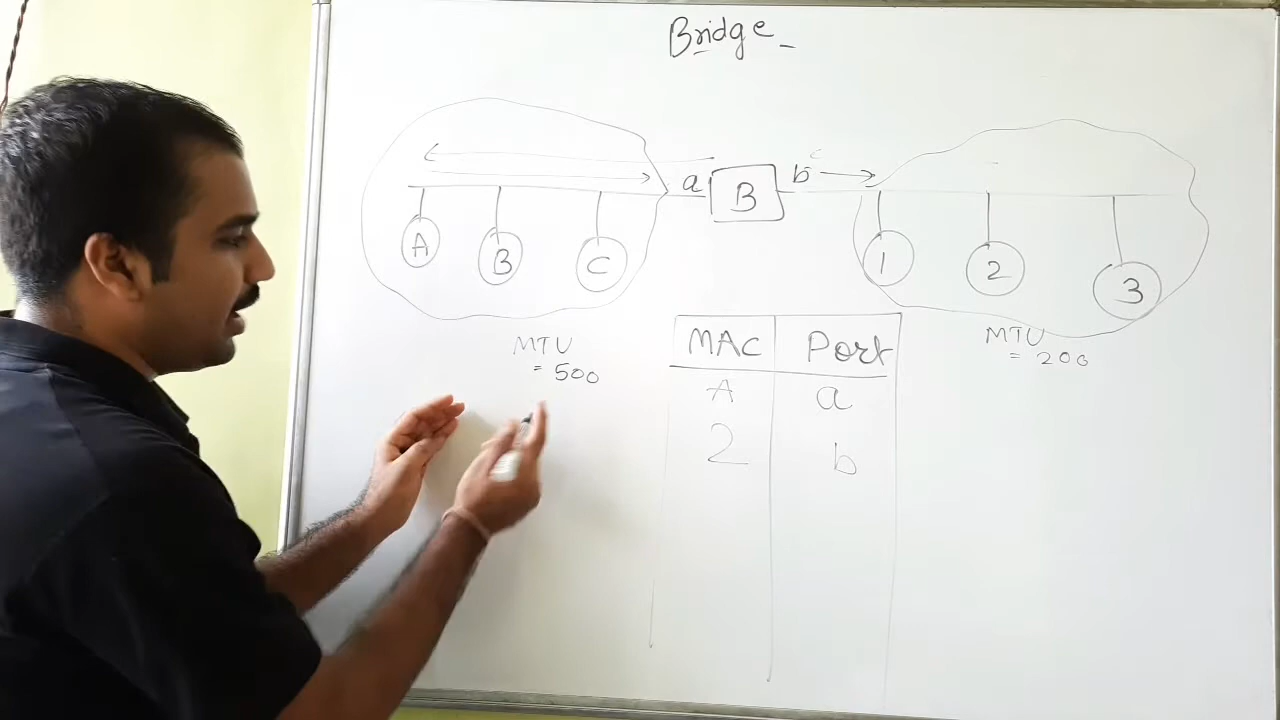 Bridge
a B b
A B C 1 2 3
MTU
= 500
MTU
= 200
MAC Port
A a
2 b